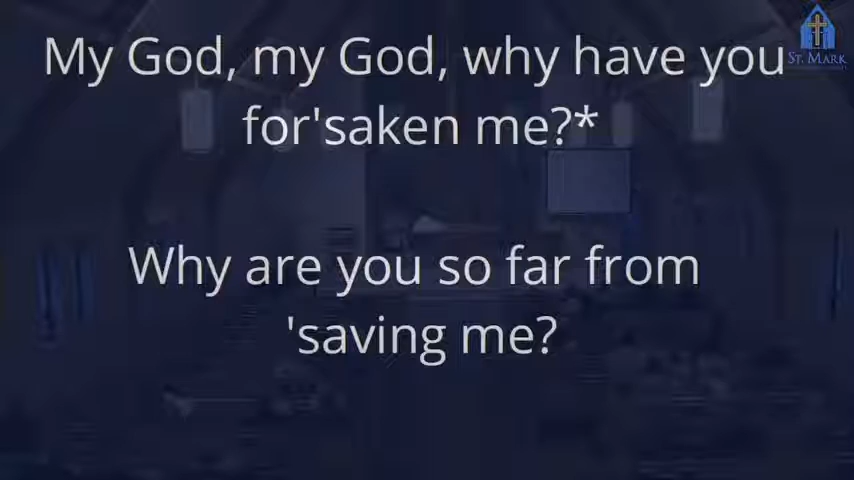 My God, my God, why have you
for'saken me?*
Why are you so far from
'saving me?
ST. MARK